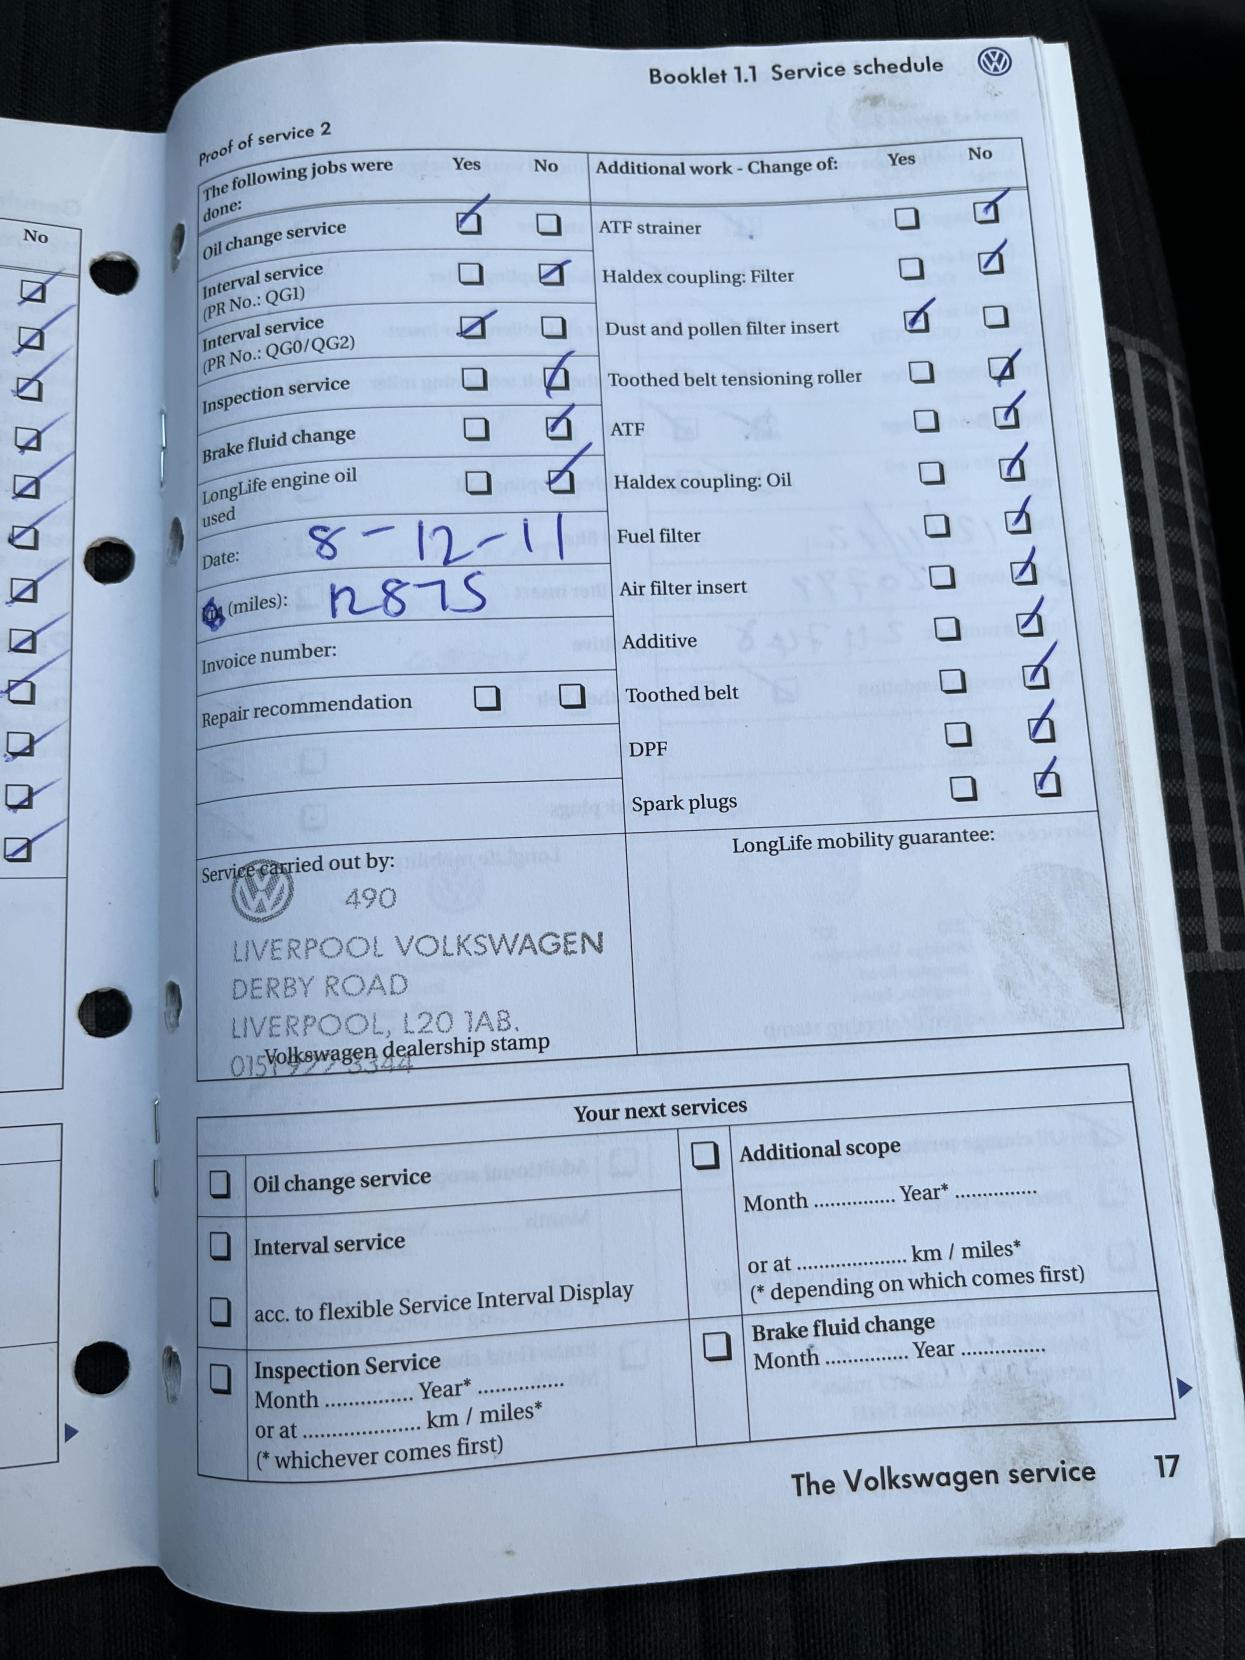 Booklet 1.1 Service schedule
Proof of service 2
No
The following jobs were done:
Yes
No
Oil change service
Interval service
(PR No.: QG1)
Interval service
(PR No.: QG0/QG2)
Inspection service
Brake fluid change
LongLife engine oil
used
Date: 8-12-11
(miles): 12875
Invoice number:
Repair recommendation
Additional work - Change of:
Yes
No
ATF strainer
Haldex coupling: Filter
Dust and pollen filter insert
Toothed belt tensioning roller
ATF
Haldex coupling: Oil
Fuel filter
Air filter insert
Additive
Toothed belt
DPF
Spark plugs
Service carried out by:
490
LIVERPOOL VOLKSWAGEN
DERBY ROAD
LIVERPOOL, L20 1AB.
Volkswagen dealership stamp
LongLife mobility guarantee:
Your next services
Oil change service
Interval service
acc. to flexible Service Interval Display
Inspection Service
Month ............... Year* ...............
or at .................... km / miles*
(* whichever comes first)
Additional scope
Month .............. Year* ..............
or at .................... km / miles*
(* depending on which comes first)
Brake fluid change
Month ............... Year ...............
The Volkswagen service 17